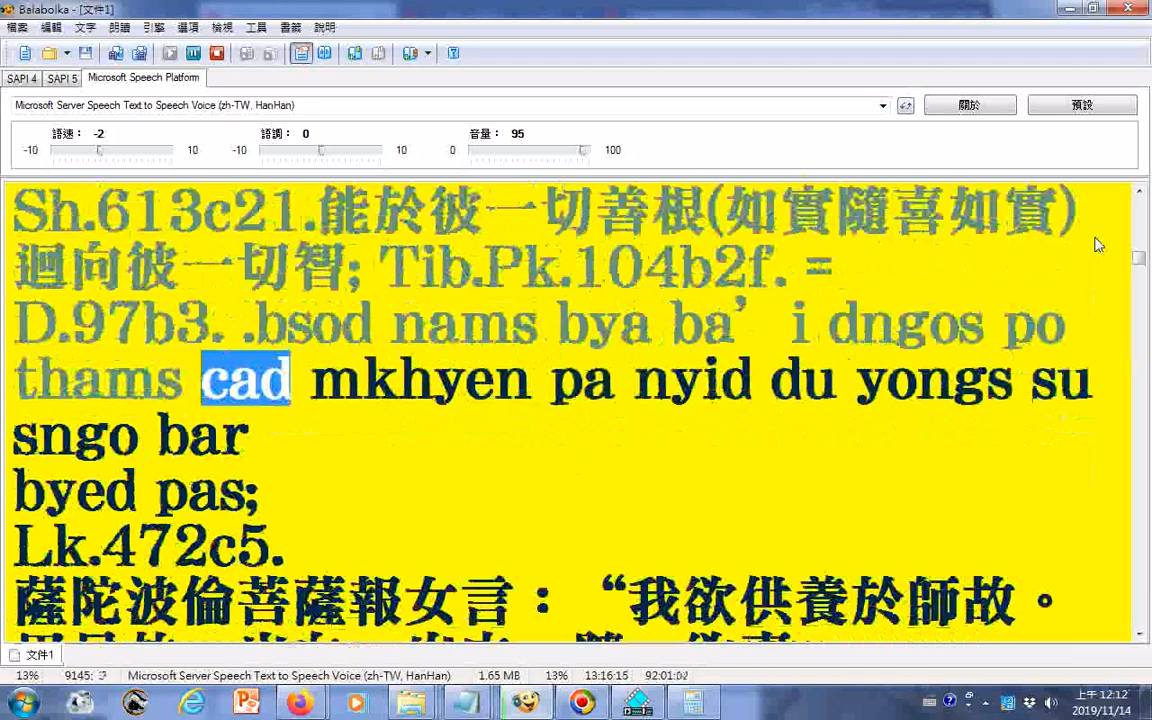 Balabolka - [文件1]
檔案 編輯 文字 朗讀 引擎 選項 檢視 工具 書籤 說明
SAPI 4 SAPI 5 Microsoft Speech Platform
Microsoft Server Speech Text to Speech Voice (zh-TW, HanHan) 關於 預設
語速： -2 語調： 0 音量： 95
-10 10 -10 10 0 100
Sh.613c21.能於彼一切善根(如實隨喜如實)
迴向彼一切智; Tib.Pk.104b2f. =
D.97b3. .bsod nams bya ba’ i dngos po
thams cad mkhyen pa nyid du yongs su
sngo bar
byed pas;
Lk.472c5.
薩陀波倫菩薩報女言：“我欲供養於師故。
文件1
13% 9145; Microsoft Server Speech Text to Speech Voice (zh-TW, HanHan) 1.65 MB 13% 13:16:15 92:01:02
上午 12:12
2019/11/14